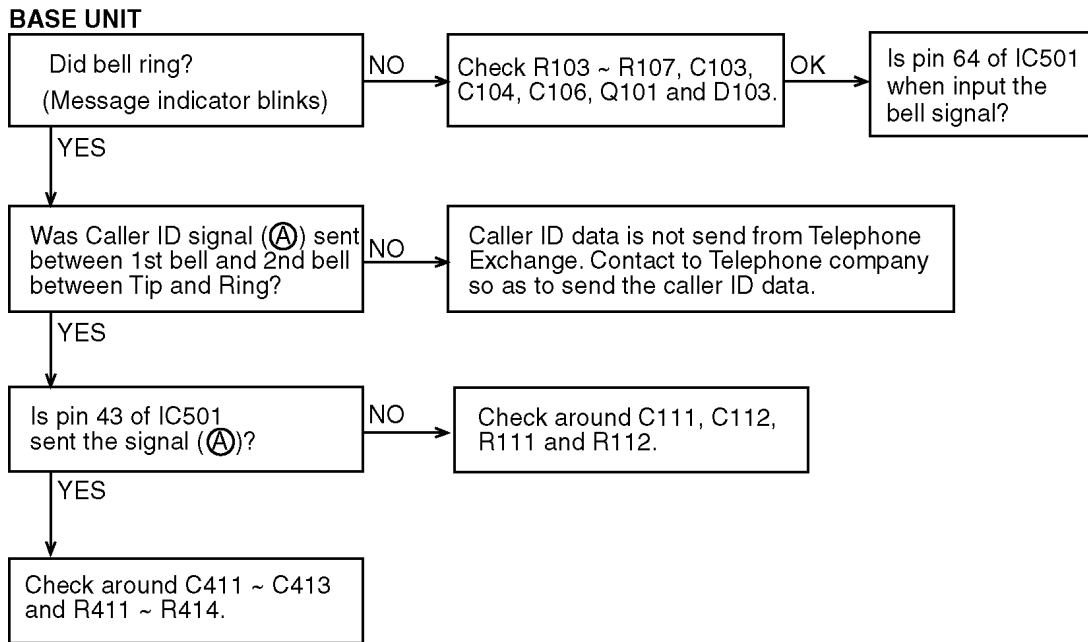 BASE UNIT
Did bell ring?
(Message indicator blinks)
NO
Check R103 ~ R107, C103,
C104, C106, Q101 and D103.
OK
Is pin 64 of IC501
when input the
bell signal?
YES
Was Caller ID signal (Ⓐ) sent
between 1st bell and 2nd bell
between Tip and Ring?
NO
Caller ID data is not send from Telephone
Exchange. Contact to Telephone company
so as to send the caller ID data.
YES
Is pin 43 of IC501
sent the signal (Ⓐ)?
NO
Check around C111, C112,
R111 and R112.
YES
Check around C411 ~ C413
and R411 ~ R414.